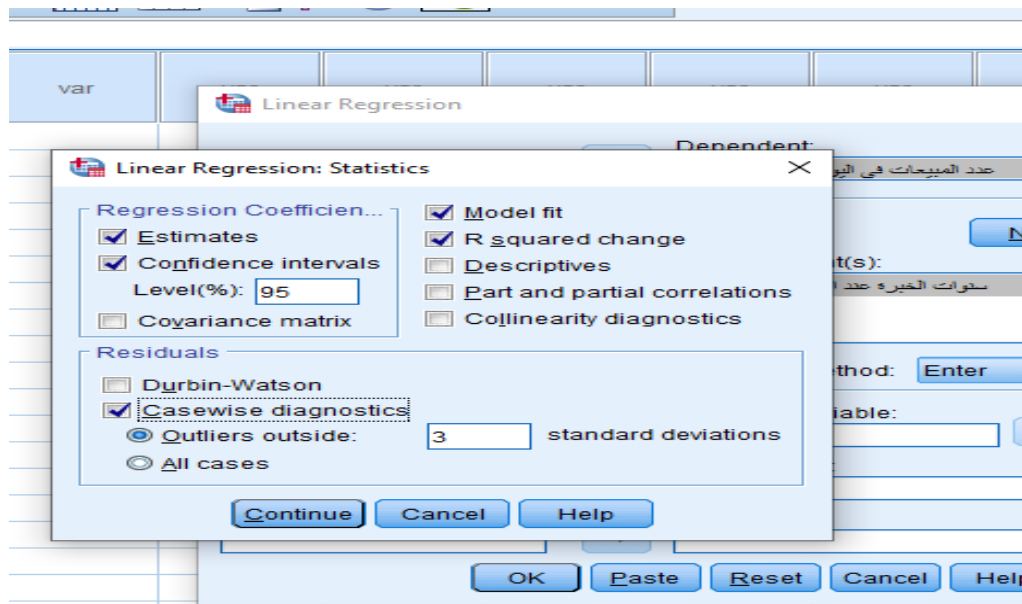 var
Linear Regression
Dependent:
عدد المبيعات في اليو
Linear Regression: Statistics
Regression Coefficien...
Estimates
Confidence intervals
Level(%): 95
Covariance matrix
Model fit
R squared change
Descriptives
Part and partial correlations
Collinearity diagnostics
t(s):
سنوات الخبرة عند ا
Residuals
Durbin-Watson
Casewise diagnostics
Outliers outside: 3 standard deviations
All cases
thod: Enter
iable:
Continue Cancel Help
OK Paste Reset Cancel Help